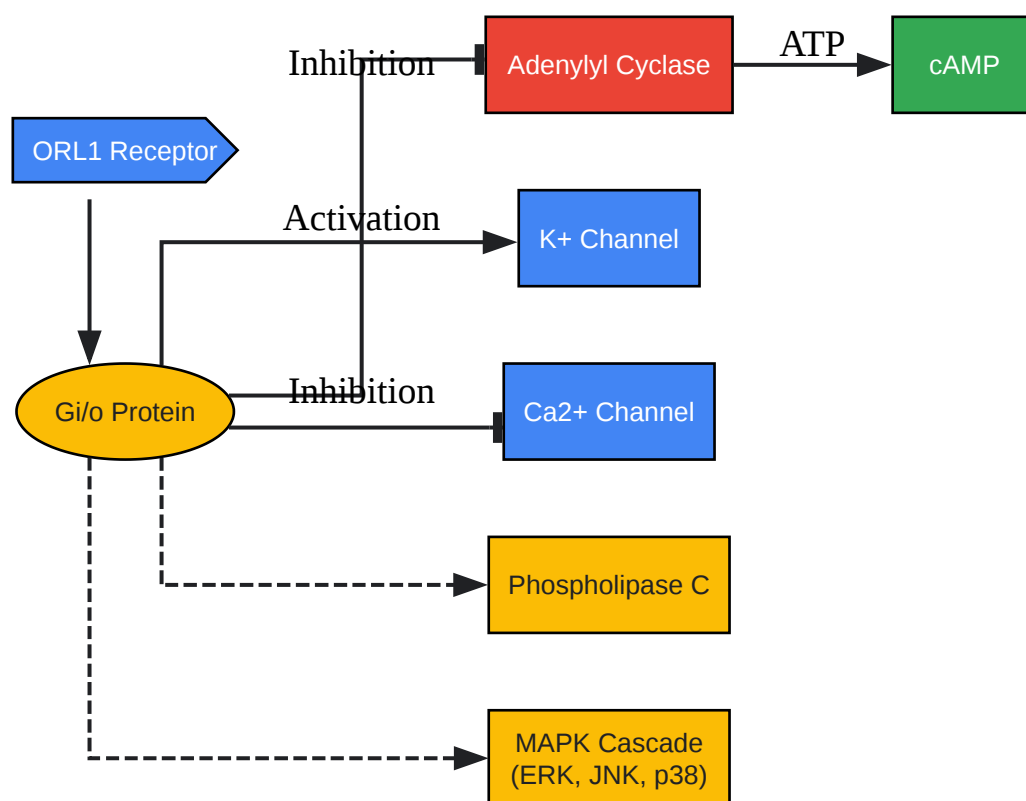 Inhibition
Adenylyl Cyclase
ATP
cAMP
ORL1 Receptor
Activation
K+ Channel
Gi/o Protein
Inhibition
Ca2+ Channel
Phospholipase C
MAPK Cascade
(ERK, JNK, p38)